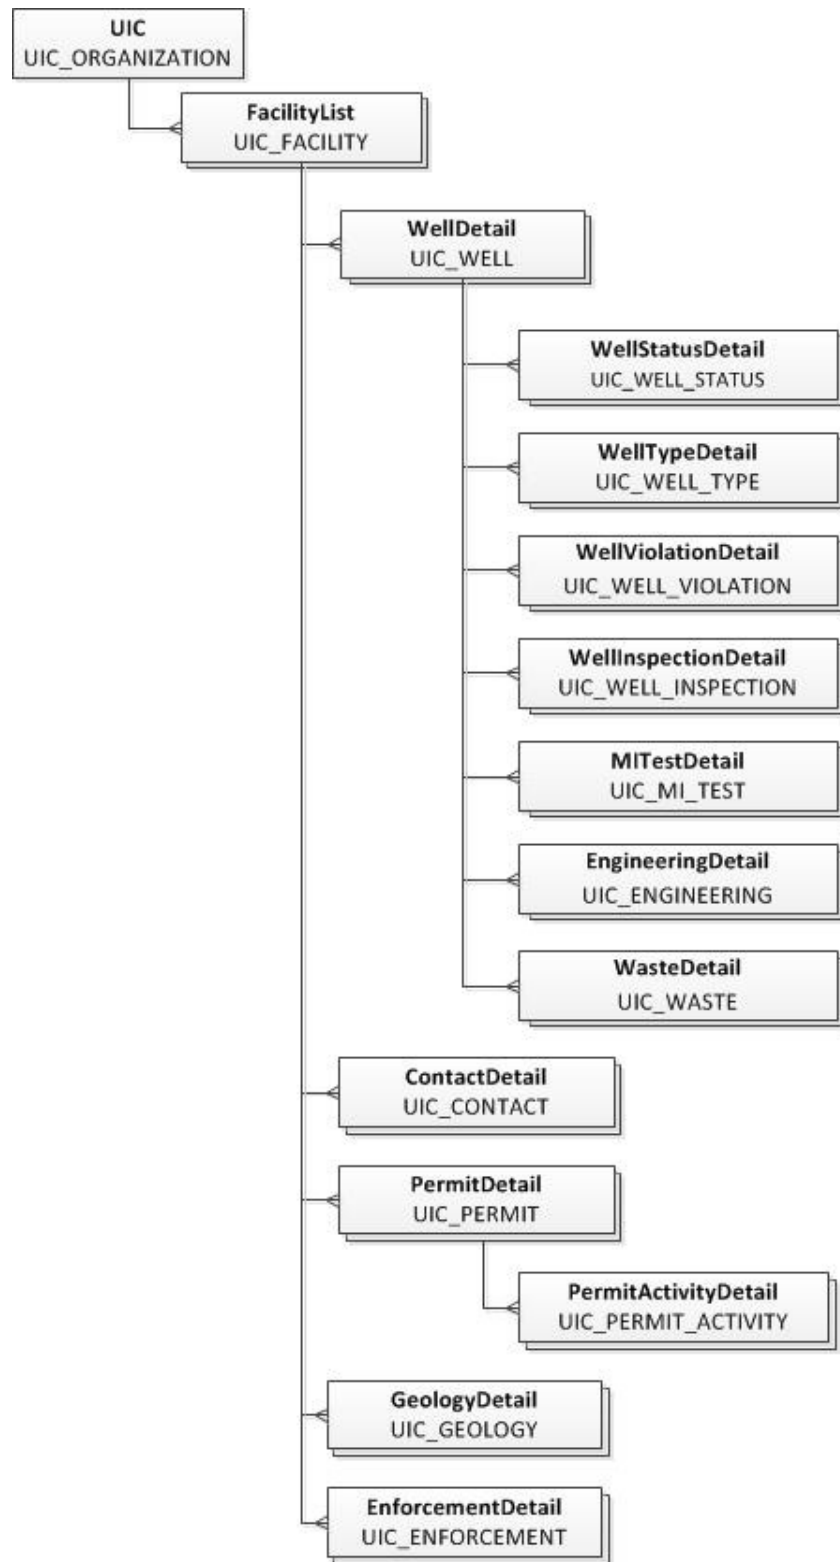 UIC
UIC_ORGANIZATION
FacilityList
UIC_FACILITY
WellDetail
UIC_WELL
WellStatusDetail
UIC_WELL_STATUS
WellTypeDetail
UIC_WELL_TYPE
WellViolationDetail
UIC_WELL_VIOLATION
WellInspectionDetail
UIC_WELL_INSPECTION
MITestDetail
UIC_MI_TEST
EngineeringDetail
UIC_ENGINEERING
WasteDetail
UIC_WASTE
ContactDetail
UIC_CONTACT
PermitDetail
UIC_PERMIT
PermitActivityDetail
UIC_PERMIT_ACTIVITY
GeologyDetail
UIC_GEOLOGY
EnforcementDetail
UIC_ENFORCEMENT